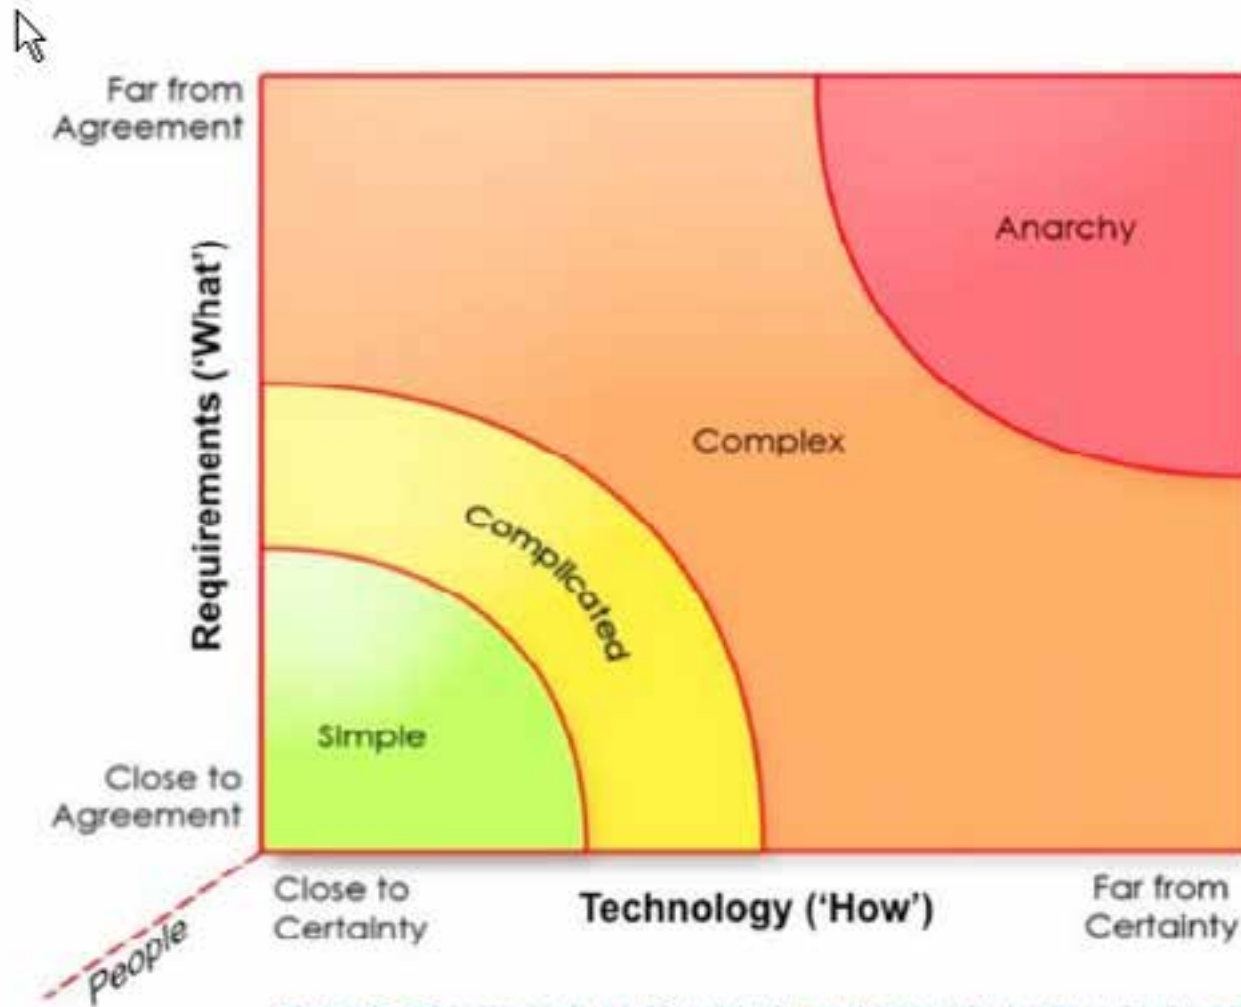 Far from
Agreement
Anarchy
Requirements ('What')
Complex
Complicated
Simple
Close to
Agreement
Close to
Certainty
Technology ('How')
Far from
Certainty
People